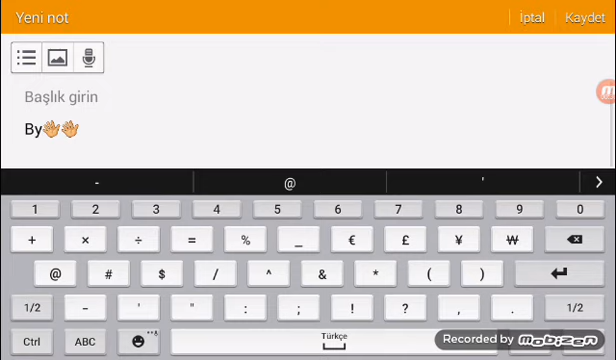 Yeni not İptal Kaydet
Başlık girin
By👋👋
- @ '
1 2 3 4 5 6 7 8 9 0
+ × ÷ = % _ € £ ¥ ₩
@ # $ / ^ & * ( )
1/2 - ' " : ; ! ? , . 1/2
Ctrl ABC Türkçe
Recorded by mobizen